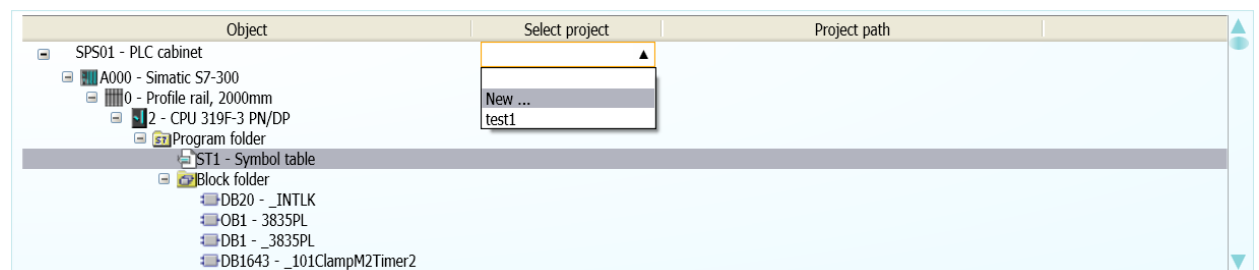 Object Select project Project path
SPS01 - PLC cabinet
A000 - Simatic S7-300
0 - Profile rail, 2000mm
New ...
2 - CPU 319F-3 PN/DP
test1
S7 Program folder
ST1 - Symbol table
Block folder
DB20 - _INTLK
OB1 - 3835PL
DB1 - _3835PL
DB1643 - _101ClampM2Timer2